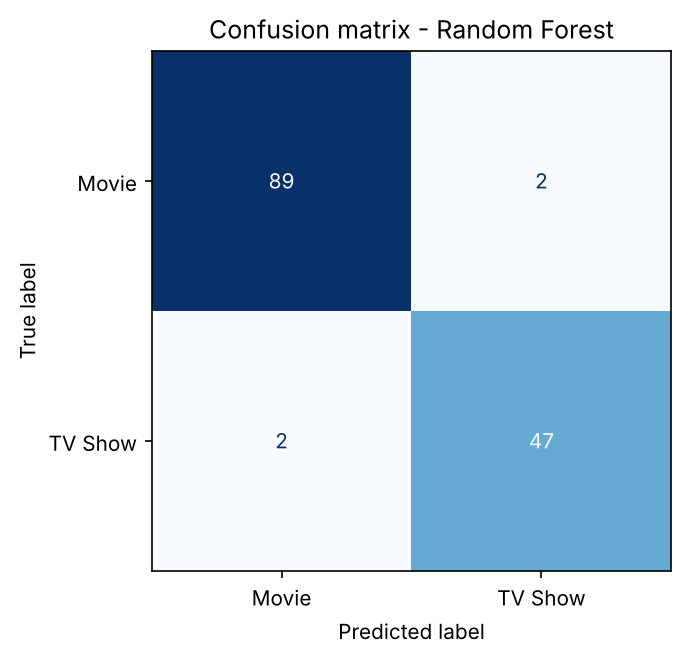 Confusion matrix - Random Forest
Movie
89
2
True label
TV Show
2
47
Movie
TV Show
Predicted label